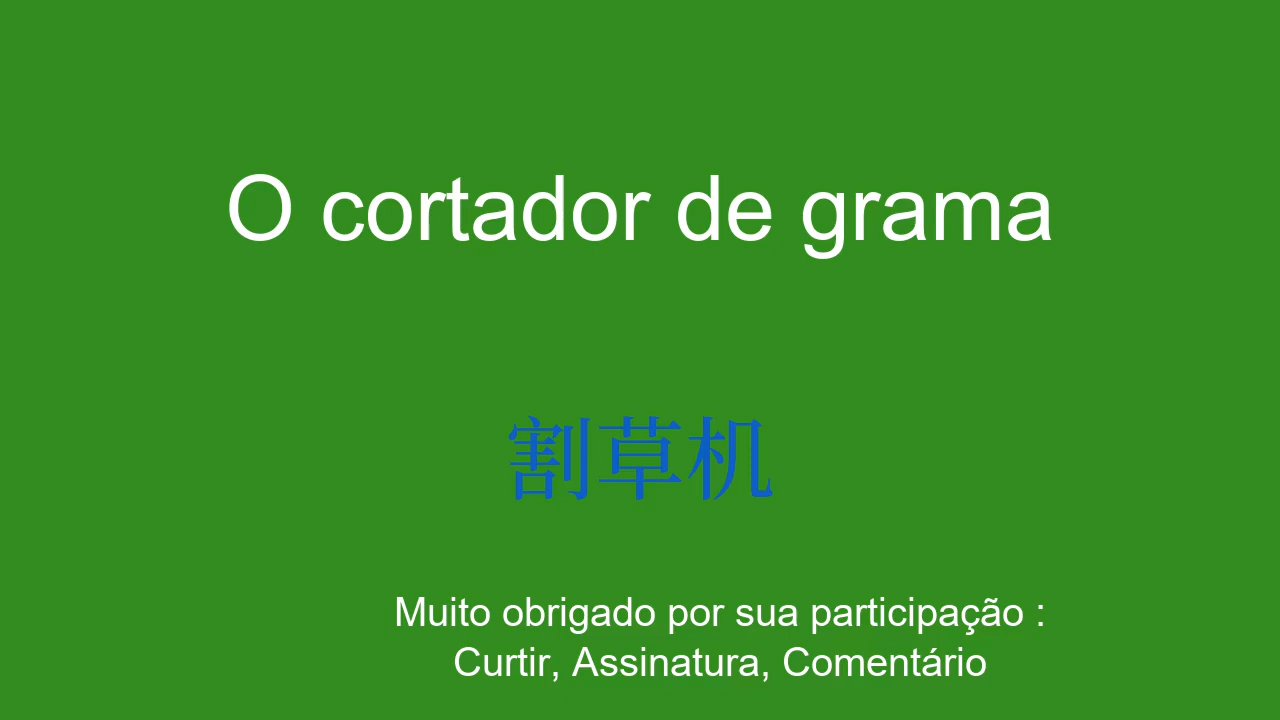 O cortador de grama
割草机
Muito obrigado por sua participação :
Curtir, Assinatura, Comentário